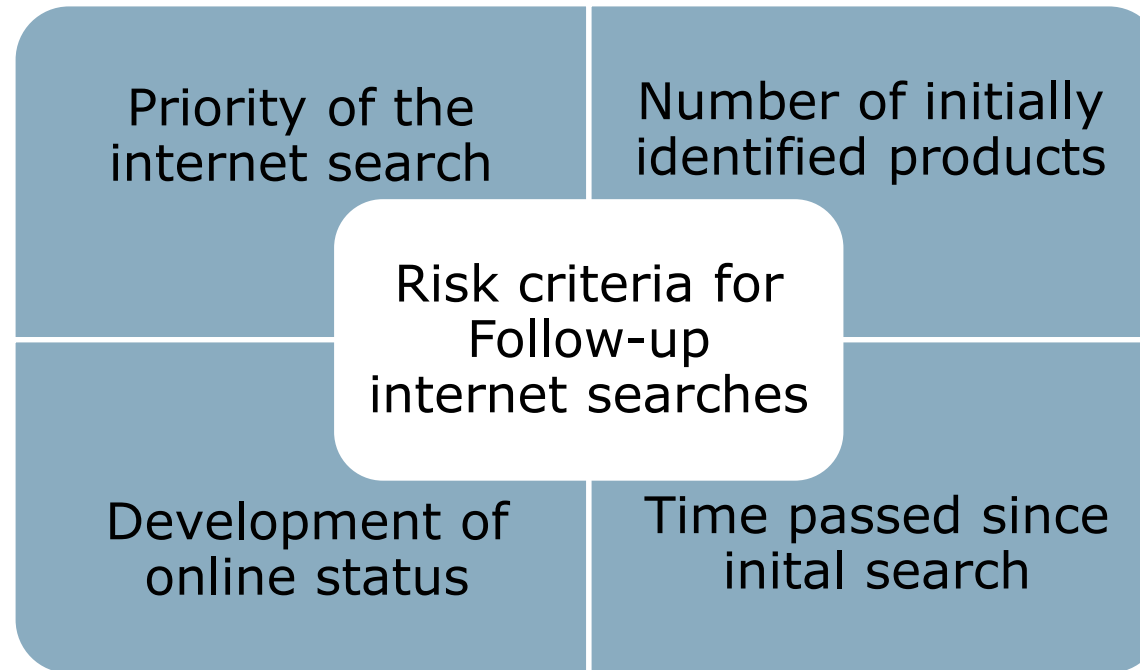 Priority of the
internet search
Number of initially
identified products
Risk criteria for
Follow-up
internet searches
Development of
online status
Time passed since
inital search